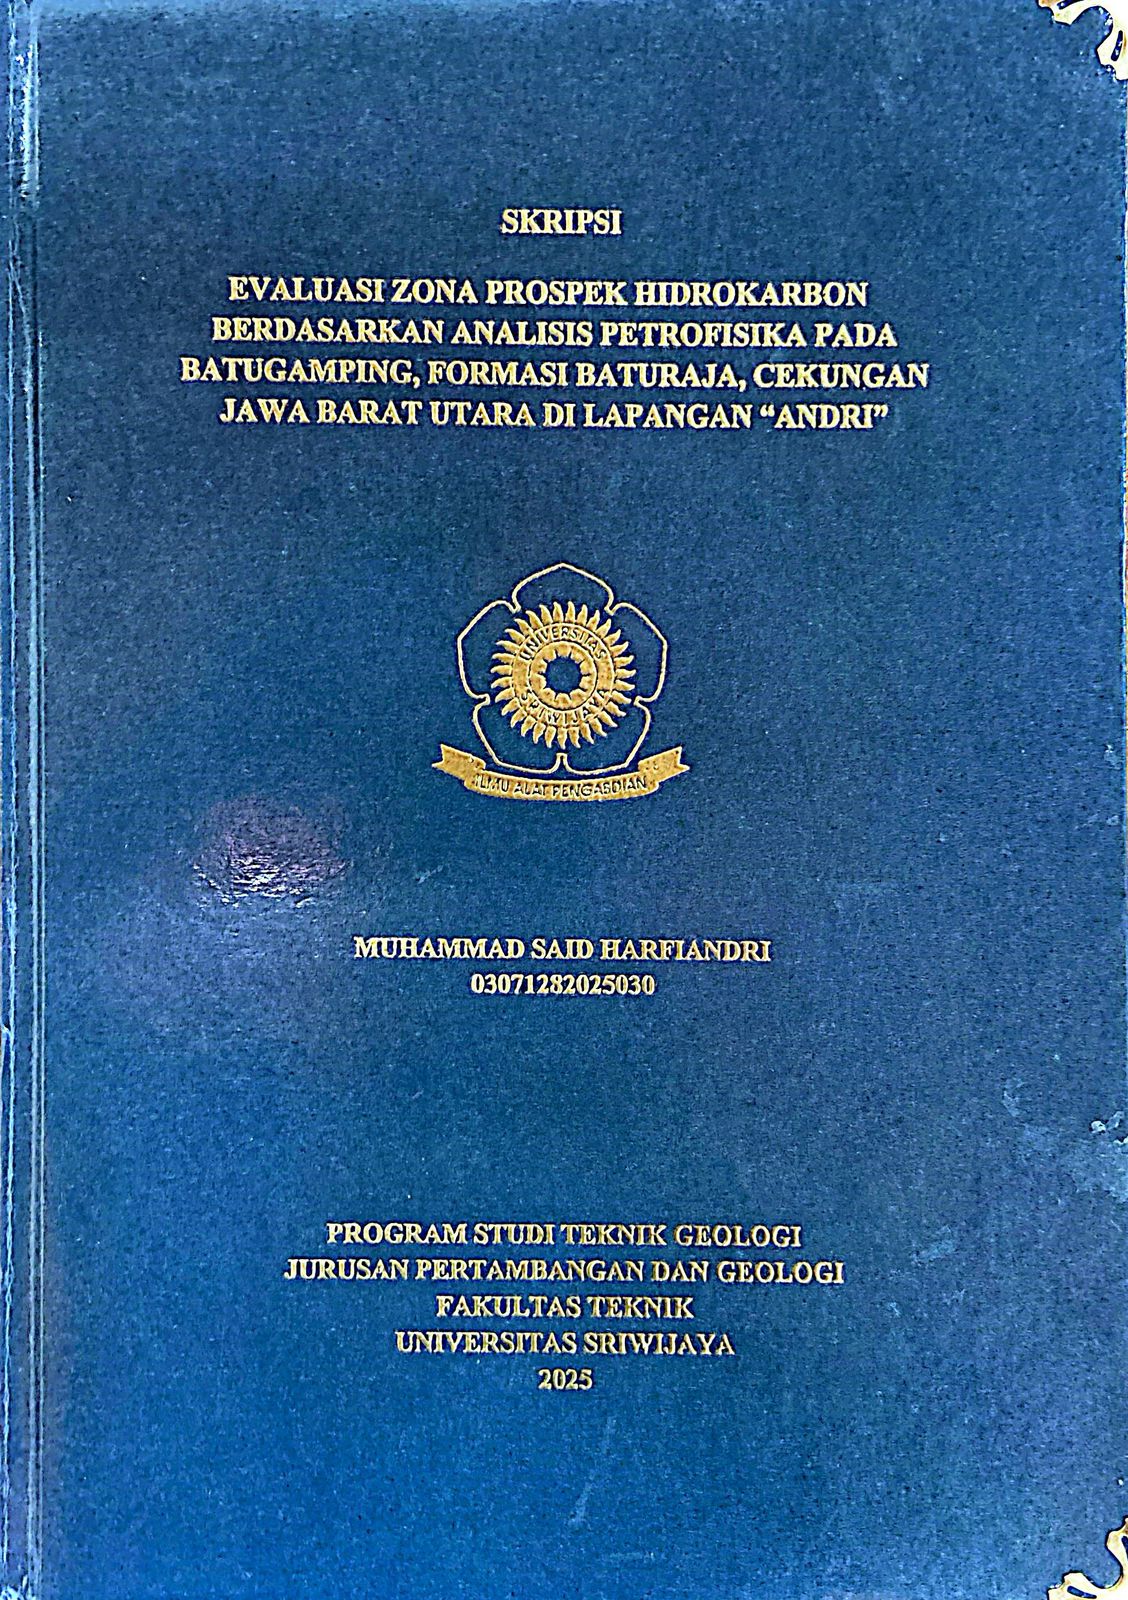 SKRIPSI
EVALUASI ZONA PROSPEK HIDROKARBON
BERDASARKAN ANALISIS PETROFISIKA PADA
BATUGAMPING, FORMASI BATURAJA, CEKUNGAN
JAWA BARAT UTARA DI LAPANGAN “ANDRI”
UNIVERSITAS
SRIWIJAYA
ILMU ALAT PENGABDIAN
MUHAMMAD SAID HARFIANDRI
03071282025030
PROGRAM STUDI TEKNIK GEOLOGI
JURUSAN PERTAMBANGAN DAN GEOLOGI
FAKULTAS TEKNIK
UNIVERSITAS SRIWIJAYA
2025